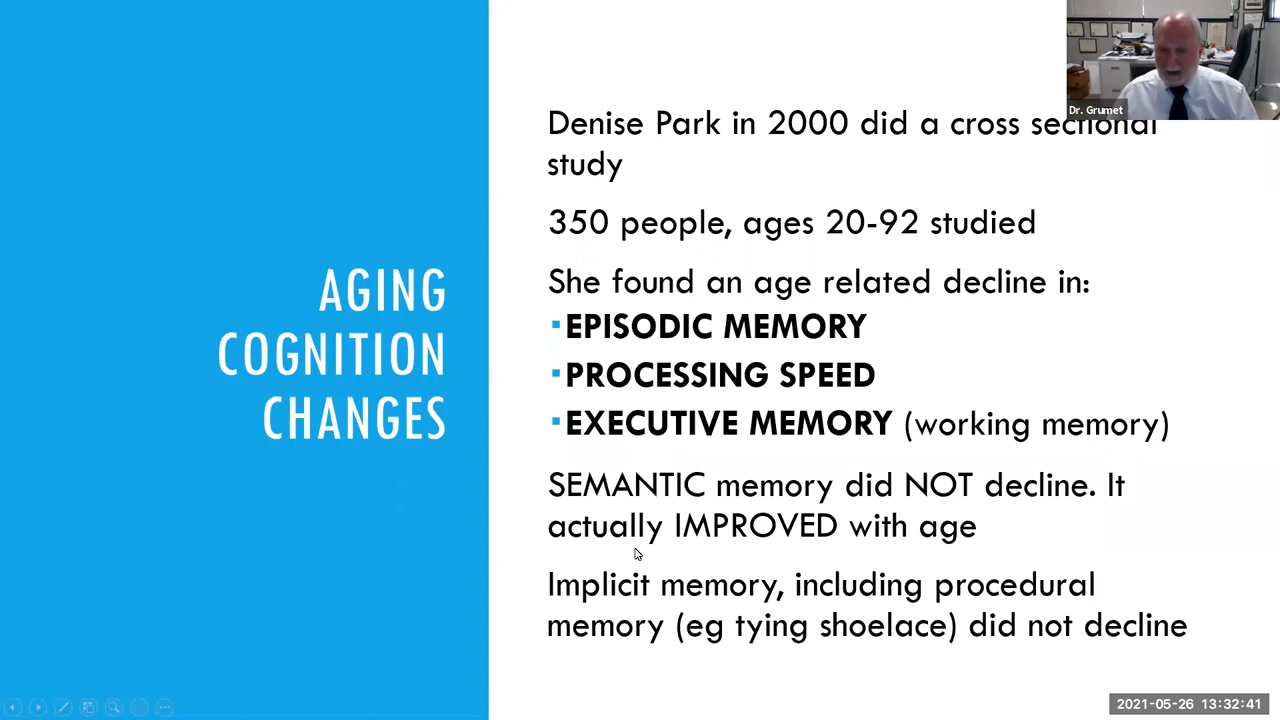 Dr. Grumet
Denise Park in 2000 did a cross sectional
study
350 people, ages 20-92 studied
She found an age related decline in:
EPISODIC MEMORY
PROCESSING SPEED
EXECUTIVE MEMORY (working memory)
SEMANTIC memory did NOT decline. It
actually IMPROVED with age
Implicit memory, including procedural
memory (eg tying shoelace) did not decline
AGING
COGNITION
CHANGES
2021-05-26 13:32:41